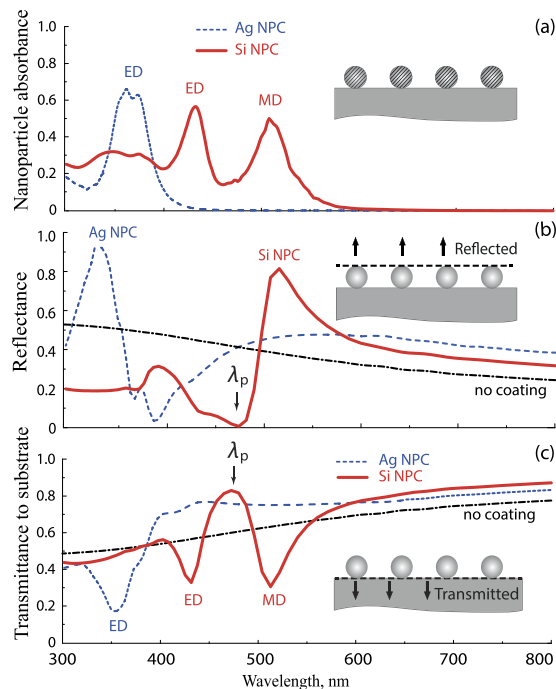 (a)
Ag NPC
Si NPC
ED
ED
MD
Nanoparticle absorbance
1.0
0.8
0.6
0.4
0.2
0
(b)
Ag NPC
Si NPC
Reflected
λp
no coating
Reflectance
1
0.8
0.6
0.4
0.2
0
(c)
λp
Ag NPC
Si NPC
no coating
ED
ED
MD
Transmitted
Transmittance to substrate
1.0
0.8
0.6
0.4
0.2
0
300
400
500
600
700
800
Wavelength, nm